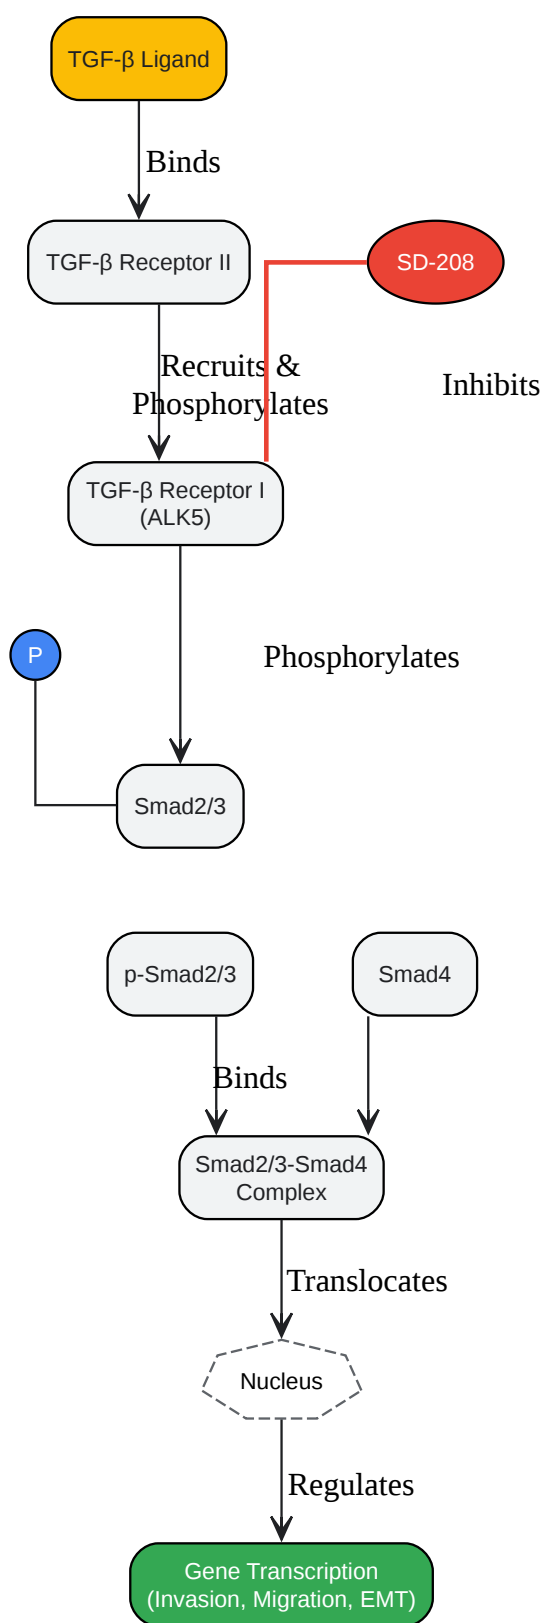 TGF-β Ligand
Binds
TGF-β Receptor II
SD-208
Recruits &
Phosphorylates
Inhibits
TGF-β Receptor I
(ALK5)
P
Phosphorylates
Smad2/3
p-Smad2/3
Smad4
Binds
Smad2/3-Smad4
Complex
Translocates
Nucleus
Regulates
Gene Transcription
(Invasion, Migration, EMT)